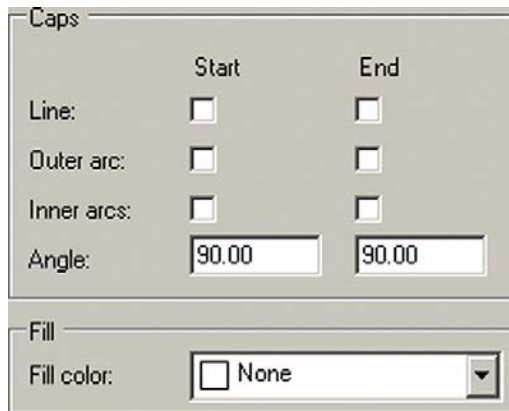 Caps
Start End
Line:
Outer arc:
Inner arcs:
Angle: 90.00 90.00
Fill
Fill color: None